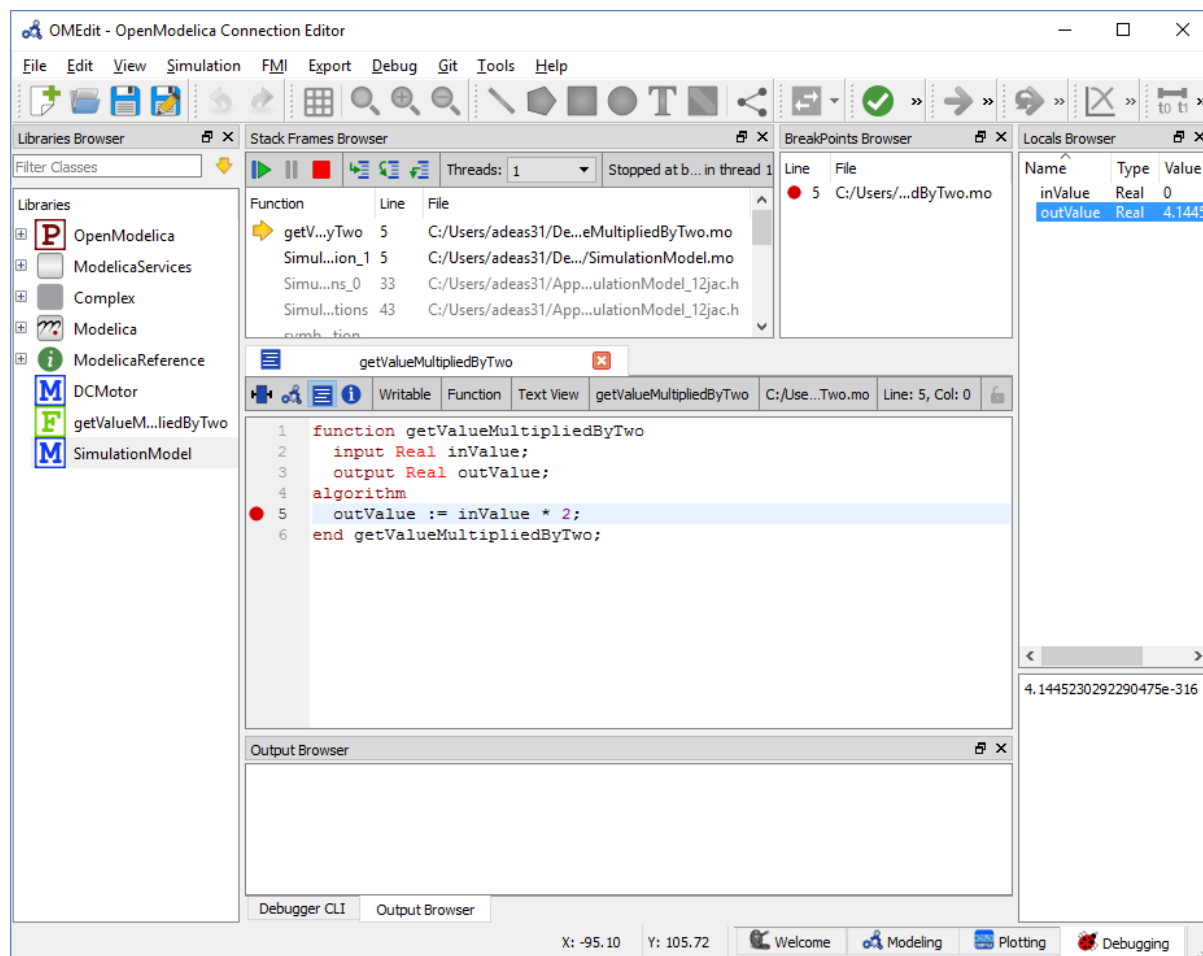 OMEdit - OpenModelica Connection Editor
File Edit View Simulation FMI Export Debug Git Tools Help
T » » » » t0 t1 »
Libraries Browser
Filter Classes
Libraries
P OpenModelica
ModelicaServices
Complex
m Modelica
i ModelicaReference
M DCMotor
F getValueM...liedByTwo
M SimulationModel
Stack Frames Browser
Threads: 1 Stopped at b... in thread 1
Function Line File
getV...yTwo 5 C:/Users/adeas31/De...eMultipliedByTwo.mo
Simul...ion_1 5 C:/Users/adeas31/De.../SimulationModel.mo
Simu...ns_0 33 C:/Users/adeas31/App...ulationModel_12jac.h
Simul...tions 43 C:/Users/adeas31/App...ulationModel_12jac.h
symb...tion
BreakPoints Browser
Line File
5 C:/Users/...dByTwo.mo
Locals Browser
Name Type Value
inValue Real 0
outValue Real 4.1445
4.1445230292290475e-316
getValueMultipliedByTwo
i Writable Function Text View getValueMultipliedByTwo C:/Use...Two.mo Line: 5, Col: 0
1 function getValueMultipliedByTwo
2 input Real inValue;
3 output Real outValue;
4 algorithm
5 outValue := inValue * 2;
6 end getValueMultipliedByTwo;
Output Browser
Debugger CLI Output Browser
X: -95.10 Y: 105.72 Welcome Modeling Plotting Debugging